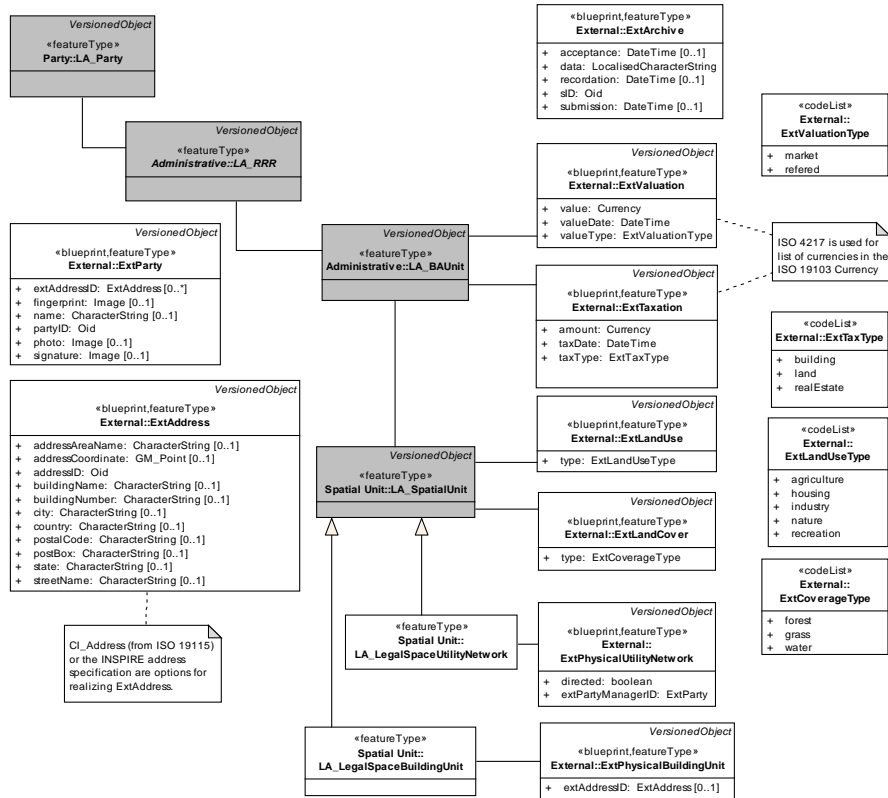 VersionedObject
«featureType»
Party::LA_Party
VersionedObject
«featureType»
Administrative::LA_RRR
VersionedObject
«blueprint,featureType»
External::ExtParty
+ extAddressID: ExtAddress [0..*]
+ fingerprint: Image [0..1]
+ name: CharacterString [0..1]
+ partyID: Oid
+ photo: Image [0..1]
+ signature: Image [0..1]
VersionedObject
«blueprint,featureType»
External::ExtAddress
+ addressAreaName: CharacterString [0..1]
+ addressCoordinate: GM_Point [0..1]
+ addressID: Oid
+ buildingName: CharacterString [0..1]
+ buildingNumber: CharacterString [0..1]
+ city: CharacterString [0..1]
+ country: CharacterString [0..1]
+ postalCode: CharacterString [0..1]
+ postBox: CharacterString [0..1]
+ state: CharacterString [0..1]
+ streetName: CharacterString [0..1]
CI_Address (from ISO 19115)
or the INSPIRE address
specification are options for
realizing ExtAddress.
VersionedObject
«featureType»
Administrative::LA_BAUnit
VersionedObject
«featureType»
Spatial Unit::LA_SpatialUnit
«featureType»
Spatial Unit::
LA_LegalSpaceUtilityNetwork
«featureType»
Spatial Unit::
LA_LegalSpaceBuildingUnit
«blueprint,featureType»
External::ExtArchive
+ acceptance: DateTime [0..1]
+ data: LocalisedCharacterString
+ recordation: DateTime [0..1]
+ sID: Oid
+ submission: DateTime [0..1]
VersionedObject
«blueprint,featureType»
External::ExtValuation
+ value: Currency
+ valueDate: DateTime
+ valueType: ExtValuationType
VersionedObject
«blueprint,featureType»
External::ExtTaxation
+ amount: Currency
+ taxDate: DateTime
+ taxType: ExtTaxType
VersionedObject
«blueprint,featureType»
External::ExtLandUse
+ type: ExtLandUseType
VersionedObject
«blueprint,featureType»
External::ExtLandCover
+ type: ExtCoverageType
VersionedObject
«blueprint,featureType»
External::
ExtPhysicalUtilityNetwork
+ directed: boolean
+ extPartyManagerID: ExtParty
VersionedObject
«blueprint,featureType»
External::ExtPhysicalBuildingUnit
+ extAddressID: ExtAddress [0..1]
«codeList»
External::
ExtValuationType
+ market
+ refered
ISO 4217 is used for
list of currencies in the
ISO 19103 Currency
«codeList»
External::ExtTaxType
+ building
+ land
+ realEstate
«codeList»
External::
ExtLandUseType
+ agriculture
+ housing
+ industry
+ nature
+ recreation
«codeList»
External::
ExtCoverageType
+ forest
+ grass
+ water